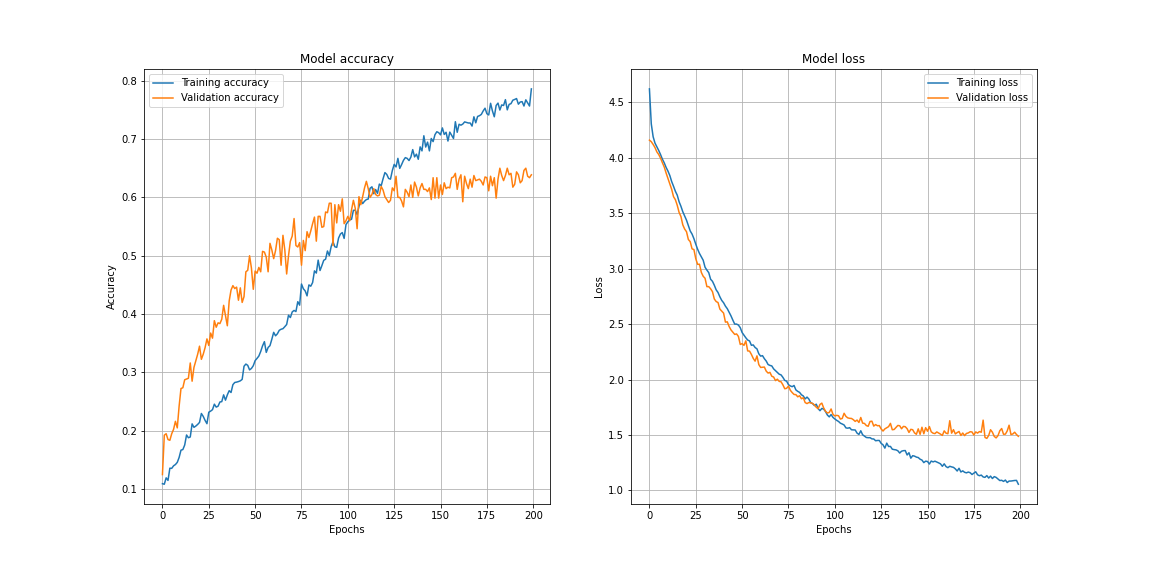 Model accuracy
Training accuracy
Validation accuracy
0.8
0.7
0.6
0.5
0.4
0.3
0.2
0.1
Accuracy
0 25 50 75 100 125 150 175 200
Epochs
Model loss
Training loss
Validation loss
4.5
4.0
3.5
3.0
2.5
2.0
1.5
1.0
Loss
0 25 50 75 100 125 150 175 200
Epochs